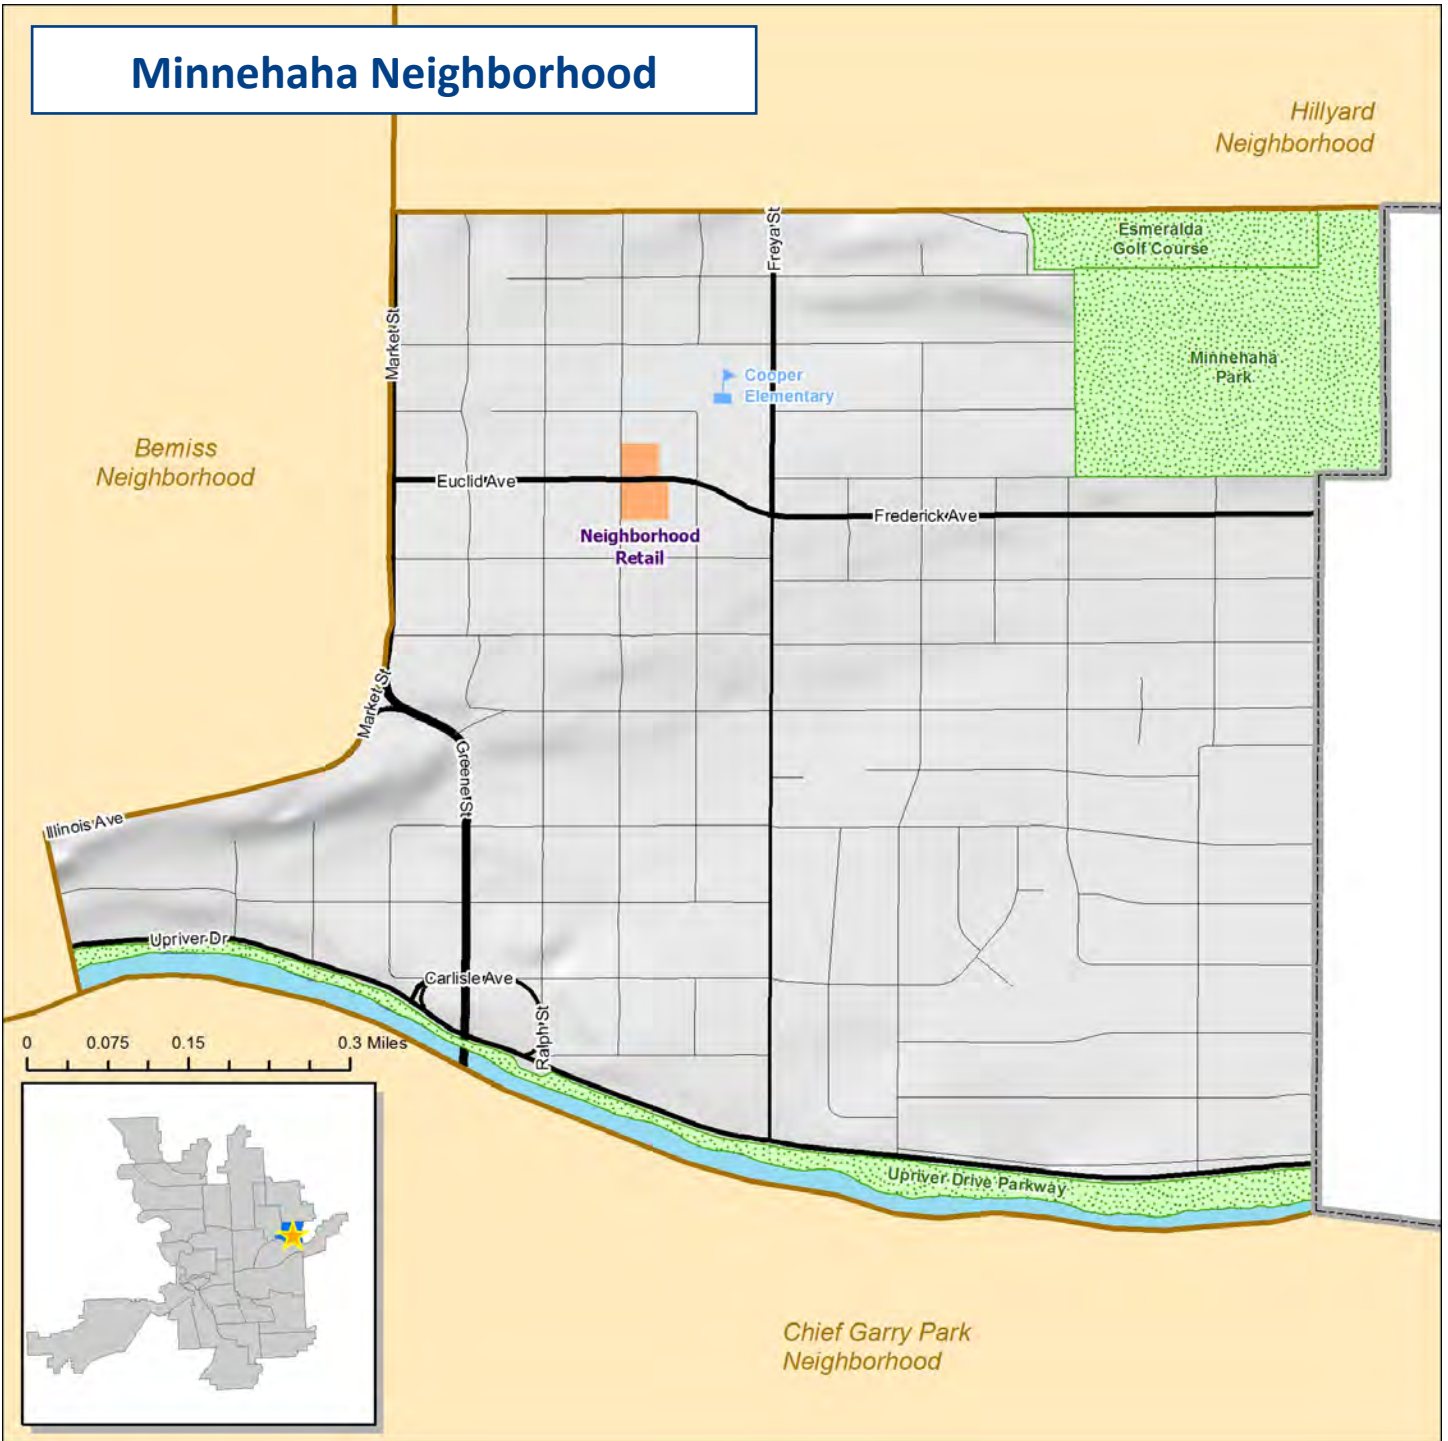 Minnehaha Neighborhood
Hillyard
Neighborhood
Freya St
Esmeralda
Golf Course
Market St
Minnehaha
Park
Cooper
Elementary
Bemiss
Neighborhood
Euclid Ave
Frederick Ave
Neighborhood
Retail
Market St
Greene St
Illinois Ave
Upriver Dr
Carlisle Ave
Ralph St
0 0.075 0.15 0.3 Miles
Upriver Drive Parkway
Chief Garry Park
Neighborhood